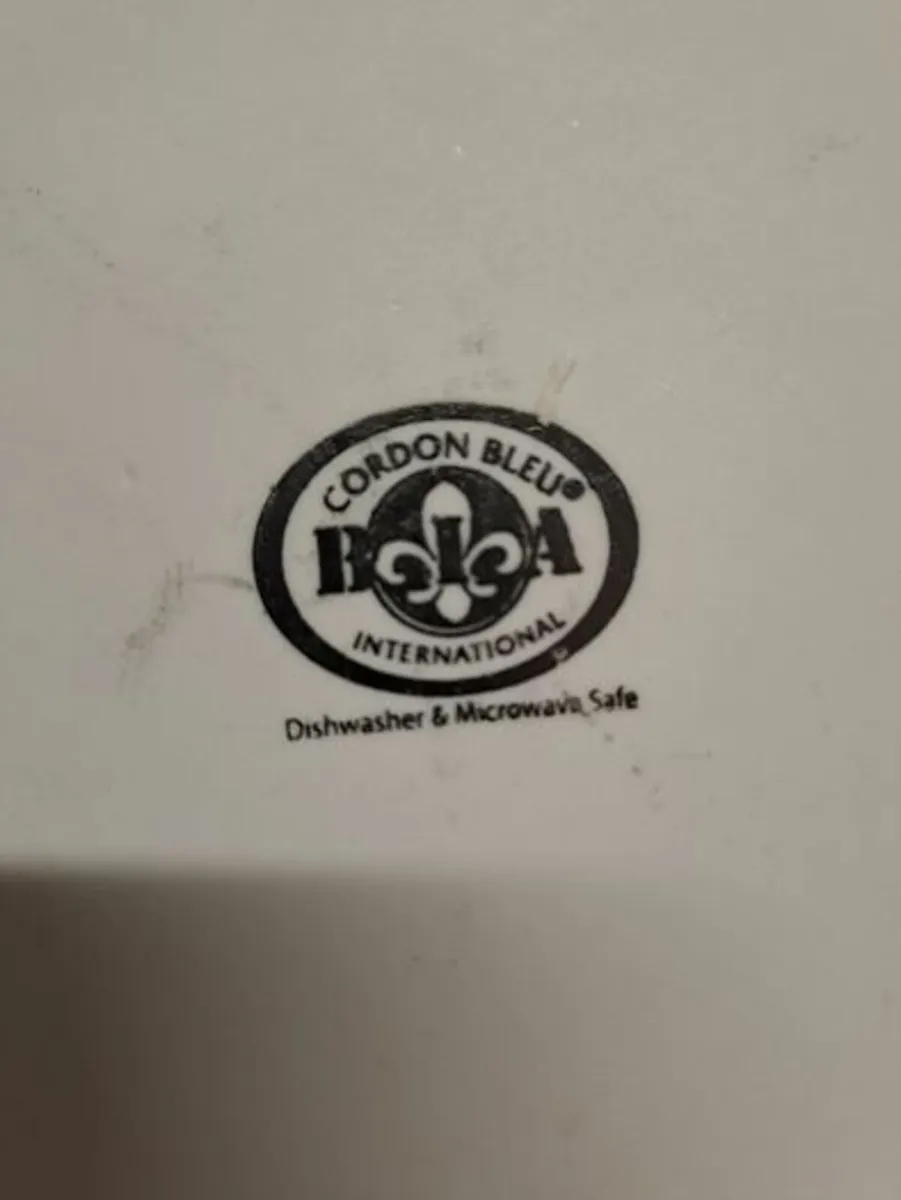 CORDON BLEU®
BIA
INTERNATIONAL
Dishwasher & Microwave Safe